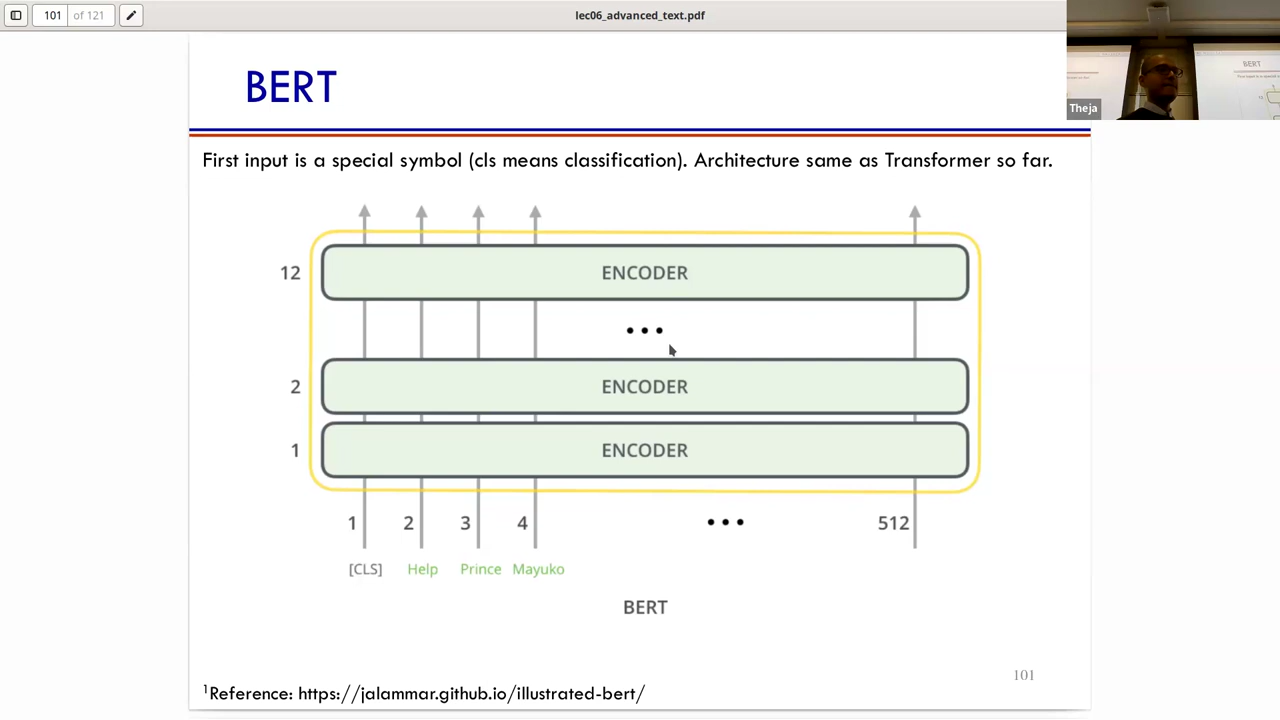 101 of 121
lec06_advanced_text.pdf
BERT
Theja
BERT
First input is a special symbol (cls means classification). Architecture same as Transformer so far.
12 ENCODER
2 ENCODER
1 ENCODER
1 2 3 4 512
[CLS] Help Prince Mayuko
BERT
101
1Reference: https://jalammar.github.io/illustrated-bert/